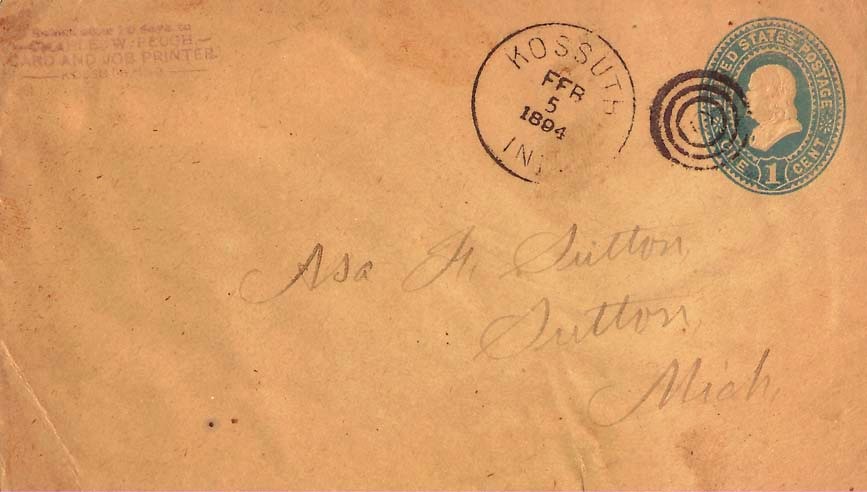 CHARLES W. PEUGH
CARD AND JOB PRINTER
KOSSUTH
FEB
5
1894
IND
UNITED STATES POSTAGE
ONE 1 CENT
Asa H. Sutton,
Sutton,
Mich,